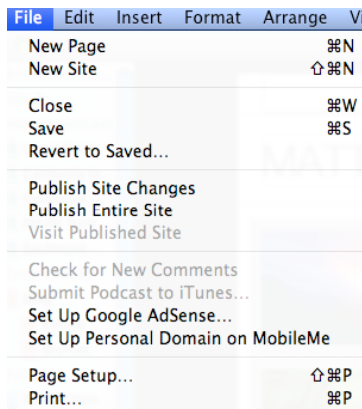 File Edit Insert Format Arrange
New Page ⌘N
New Site ⇧⌘N
Close ⌘W
Save ⌘S
Revert to Saved...
MATT
Publish Site Changes
Publish Entire Site
Visit Published Site
Check for New Comments
Submit Podcast to iTunes...
Set Up Google AdSense...
Set Up Personal Domain on MobileMe
Page Setup... ⇧⌘P
Print... ⌘P